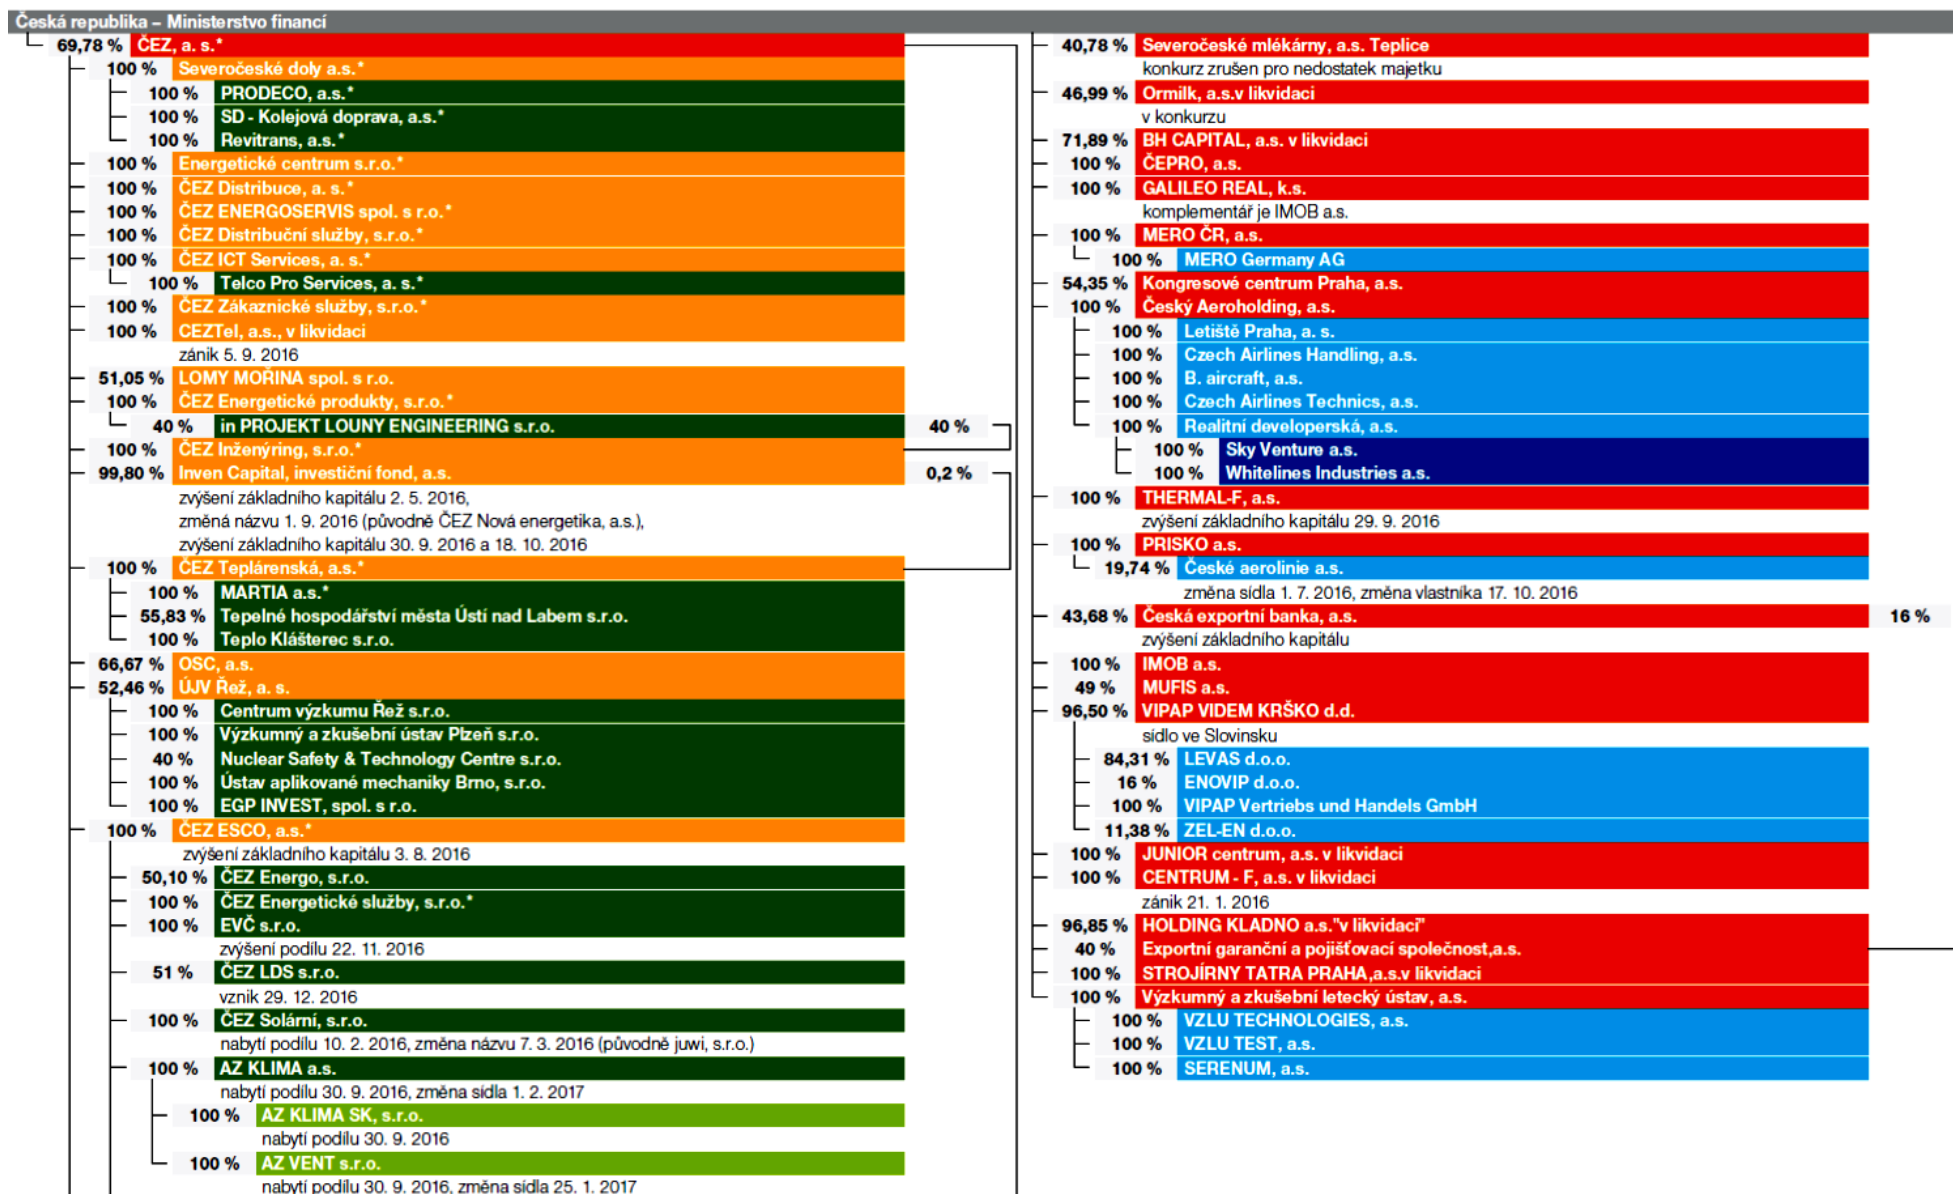 Česká republika – Ministerstvo financí
69,78 % ČEZ, a. s.*
100 % Severočeské doly a.s.*
100 % PRODECO, a.s.*
100 % SD - Kolejová doprava, a.s.*
100 % Revitrans, a.s.*
100 % Energetické centrum s.r.o.*
100 % ČEZ Distribuce, a. s.*
100 % ČEZ ENERGOSERVIS spol. s r.o.*
100 % ČEZ Distribuční služby, s.r.o.*
100 % ČEZ ICT Services, a. s.*
100 % Telco Pro Services, a. s.*
100 % ČEZ Zákaznické služby, s.r.o.*
100 % CEZTel, a.s., v likvidaci
zánik 5. 9. 2016
51,05 % LOMY MOŘINA spol. s r.o.
100 % ČEZ Energetické produkty, s.r.o.*
40 % in PROJEKT LOUNY ENGINEERING s.r.o. 40 %
100 % ČEZ Inženýring, s.r.o.*
99,80 % Inven Capital, investiční fond, a.s. 0,2 %
zvýšení základního kapitálu 2. 5. 2016,
změná názvu 1. 9. 2016 (původně ČEZ Nová energetika, a.s.),
zvýšení základního kapitálu 30. 9. 2016 a 18. 10. 2016
100 % ČEZ Teplárenská, a.s.*
100 % MARTIA a.s.*
55,83 % Tepelné hospodářství města Ústí nad Labem s.r.o.
100 % Teplo Klášterec s.r.o.
66,67 % OSC, a.s.
52,46 % ÚJV Řež, a. s.
100 % Centrum výzkumu Řež s.r.o.
100 % Výzkumný a zkušební ústav Plzeň s.r.o.
40 % Nuclear Safety & Technology Centre s.r.o.
100 % Ústav aplikované mechaniky Brno, s.r.o.
100 % EGP INVEST, spol. s r.o.
100 % ČEZ ESCO, a.s.*
zvýšení základního kapitálu 3. 8. 2016
50,10 % ČEZ Energo, s.r.o.
100 % ČEZ Energetické služby, s.r.o.*
100 % EVČ s.r.o.
zvýšení podílu 22. 11. 2016
51 % ČEZ LDS s.r.o.
vznik 29. 12. 2016
100 % ČEZ Solární, s.r.o.
nabytí podílu 10. 2. 2016, změna názvu 7. 3. 2016 (původně juwi, s.r.o.)
100 % AZ KLIMA a.s.
nabytí podílu 30. 9. 2016, změna sídla 1. 2. 2017
100 % AZ KLIMA SK, s.r.o.
nabytí podílu 30. 9. 2016
100 % AZ VENT s.r.o.
nabytí podílu 30. 9. 2016, změna sídla 25. 1. 2017
40,78 % Severočeské mlékárny, a.s. Teplice
konkurz zrušen pro nedostatek majetku
46,99 % Ormilk, a.s.v likvidaci
v konkurzu
71,89 % BH CAPITAL, a.s. v likvidaci
100 % ČEPRO, a.s.
100 % GALILEO REAL, k.s.
komplementář je IMOB a.s.
100 % MERO ČR, a.s.
100 % MERO Germany AG
54,35 % Kongresové centrum Praha, a.s.
100 % Český Aeroholding, a.s.
100 % Letiště Praha, a. s.
100 % Czech Airlines Handling, a.s.
100 % B. aircraft, a.s.
100 % Czech Airlines Technics, a.s.
100 % Realitní developerská, a.s.
100 % Sky Venture a.s.
100 % Whitelines Industries a.s.
100 % THERMAL-F, a.s.
zvýšení základního kapitálu 29. 9. 2016
100 % PRISKO a.s.
19,74 % České aerolinie a.s.
změna sídla 1. 7. 2016, změna vlastníka 17. 10. 2016
43,68 % Česká exportní banka, a.s. 16 %
zvýšení základního kapitálu
100 % IMOB a.s.
49 % MUFIS a.s.
96,50 % VIPAP VIDEM KRŠKO d.d.
sídlo ve Slovinsku
84,31 % LEVAS d.o.o.
16 % ENOVIP d.o.o.
100 % VIPAP Vertriebs und Handels GmbH
11,38 % ZEL-EN d.o.o.
100 % JUNIOR centrum, a.s. v likvidaci
100 % CENTRUM - F, a.s. v likvidaci
zánik 21. 1. 2016
96,85 % HOLDING KLADNO a.s."v likvidaci"
40 % Exportní garanční a pojišťovací společnost,a.s.
100 % STROJÍRNY TATRA PRAHA,a.s.v likvidaci
100 % Výzkumný a zkušební letecký ústav, a.s.
100 % VZLU TECHNOLOGIES, a.s.
100 % VZLU TEST, a.s.
100 % SERENUM, a.s.